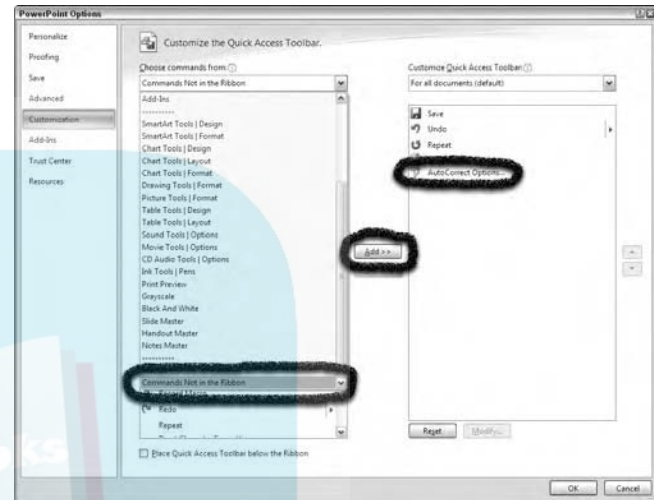 PowerPoint Options
Personalize
Proofing
Save
Advanced
Customization
Add-Ins
Trust Center
Resources
Customize the Quick Access Toolbar.
Choose commands from:
Commands Not in the Ribbon
Add-Ins
----------
SmartArt Tools | Design
SmartArt Tools | Format
Chart Tools | Design
Chart Tools | Layout
Chart Tools | Format
Drawing Tools | Format
Picture Tools | Format
Table Tools | Design
Table Tools | Layout
Sound Tools | Options
Movie Tools | Options
CD Audio Tools | Options
Ink Tools | Pens
Print Preview
Grayscale
Black And White
Slide Master
Handout Master
Notes Master
----------
Commands Not in the Ribbon
Record Macro
Redo
Repeat
Place Quick Access Toolbar below the Ribbon
Add >>
Customize Quick Access Toolbar:
For all documents (default)
Save
Undo
Repeat
AutoCorrect Options...
Reset
Modify...
OK
Cancel